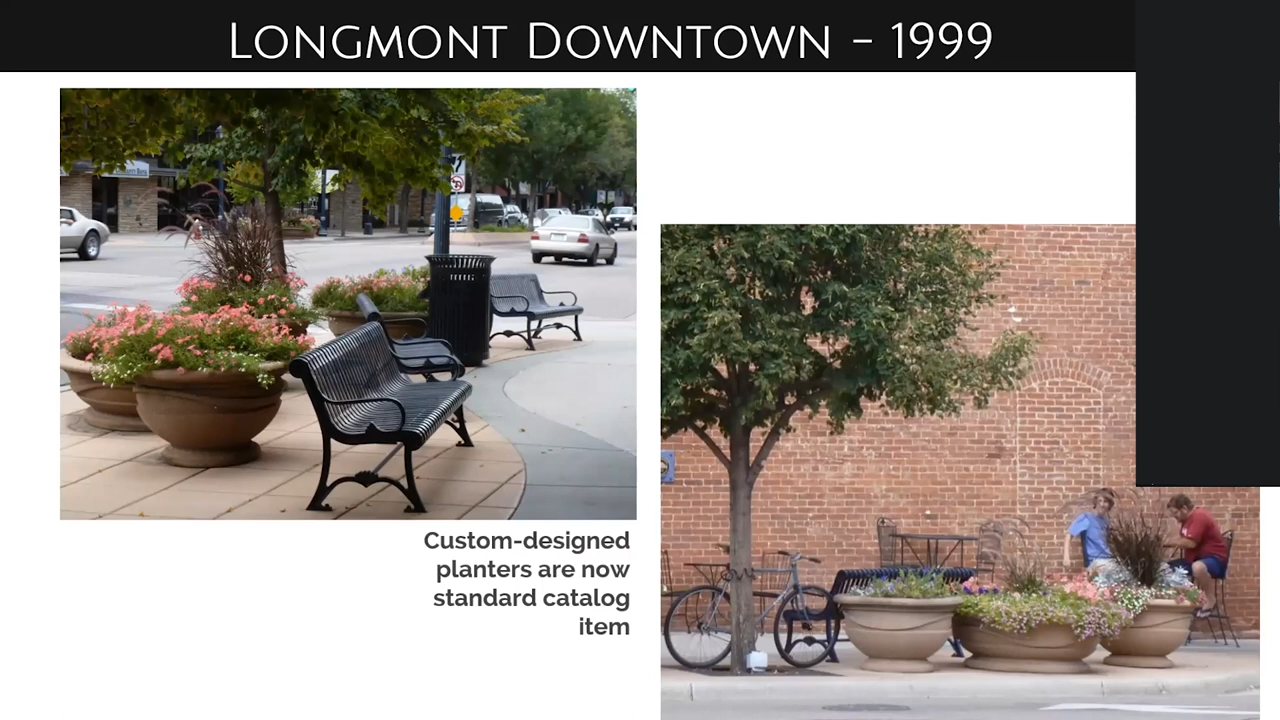 LONGMONT DOWNTOWN – 1999
Custom-designed
planters are now
standard catalog
item